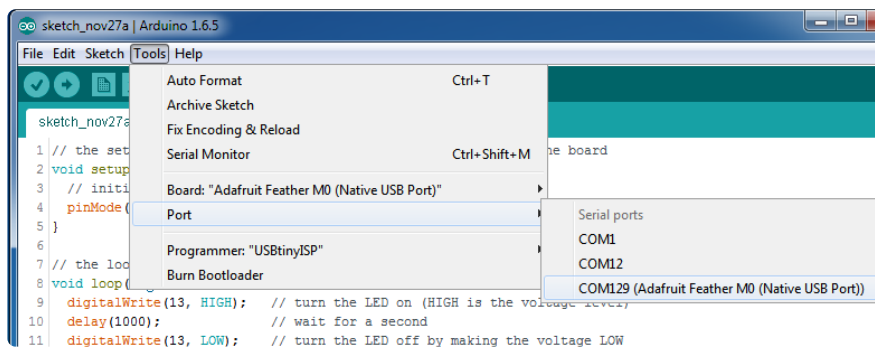 sketch_nov27a | Arduino 1.6.5
File Edit Sketch Tools Help
Auto Format Ctrl+T
Archive Sketch
Fix Encoding & Reload
Serial Monitor Ctrl+Shift+M
Board: "Adafruit Feather M0 (Native USB Port)"
Port
Programmer: "USBtinyISP"
Burn Bootloader
Serial ports
COM1
COM12
COM129 (Adafruit Feather M0 (Native USB Port))
sketch_nov27a
1 // the set he board
2 void setup
3 // initi
4 pinMode(
5 }
6
7 // the loo
8 void loop(
9 digitalWrite(13, HIGH); // turn the LED on (HIGH is the voltage level)
10 delay(1000); // wait for a second
11 digitalWrite(13, LOW); // turn the LED off by making the voltage LOW